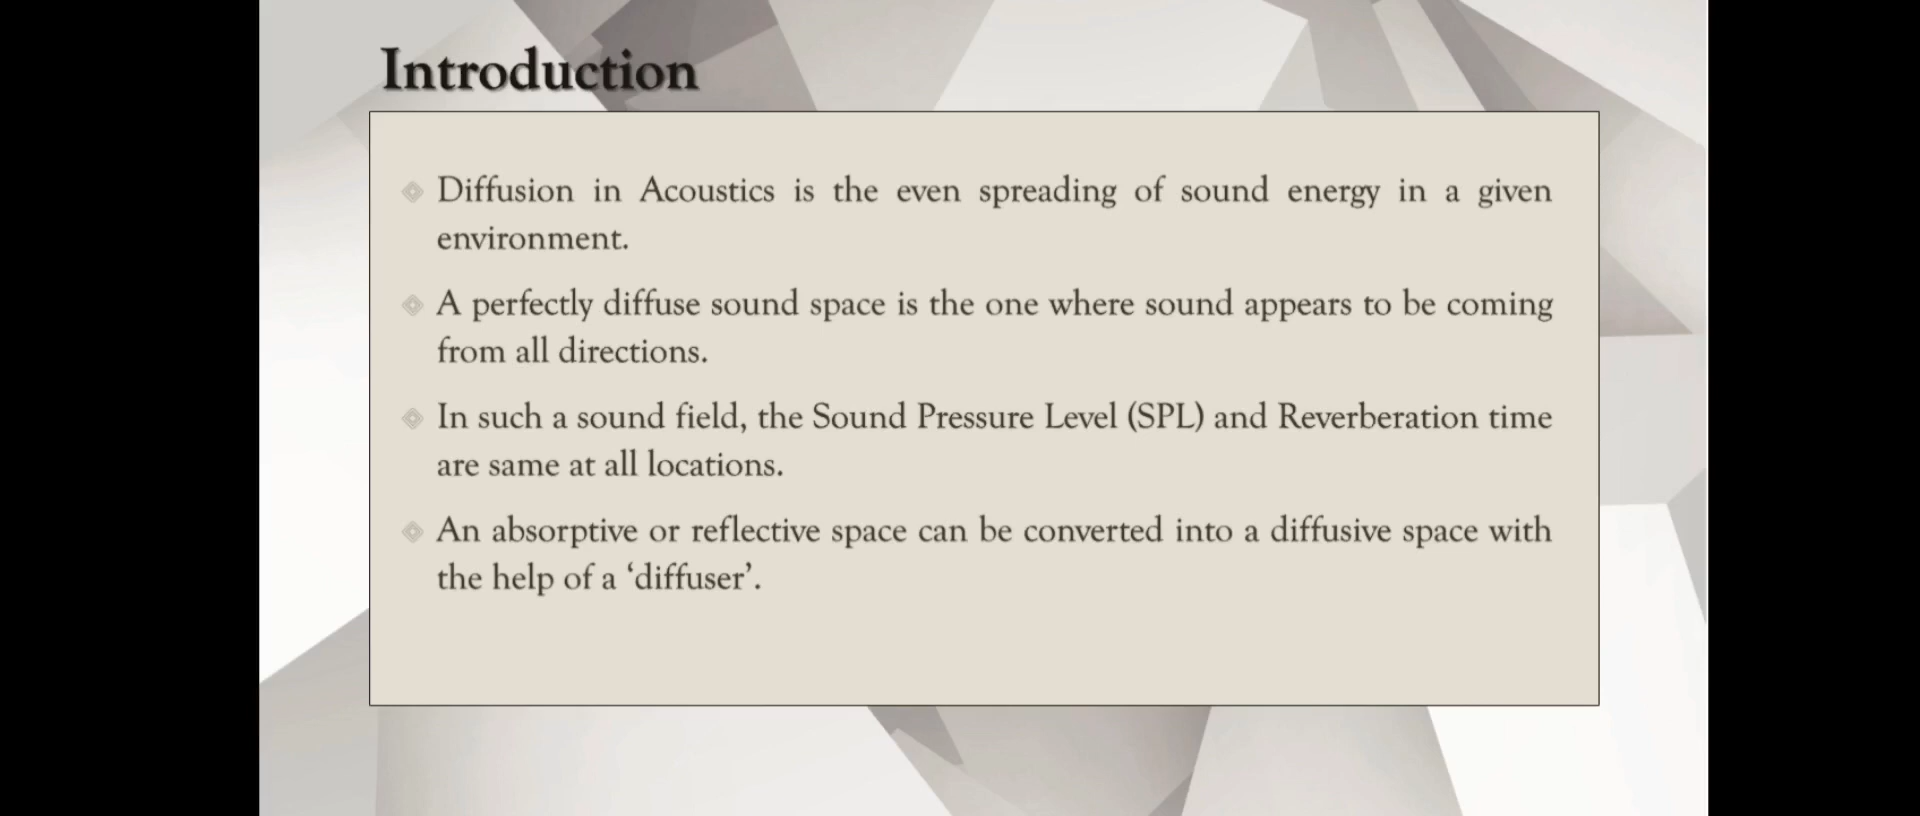 Introduction
Diffusion in Acoustics is the even spreading of sound energy in a given
environment.
A perfectly diffuse sound space is the one where sound appears to be coming
from all directions.
In such a sound field, the Sound Pressure Level (SPL) and Reverberation time
are same at all locations.
An absorptive or reflective space can be converted into a diffusive space with
the help of a ‘diffuser’.